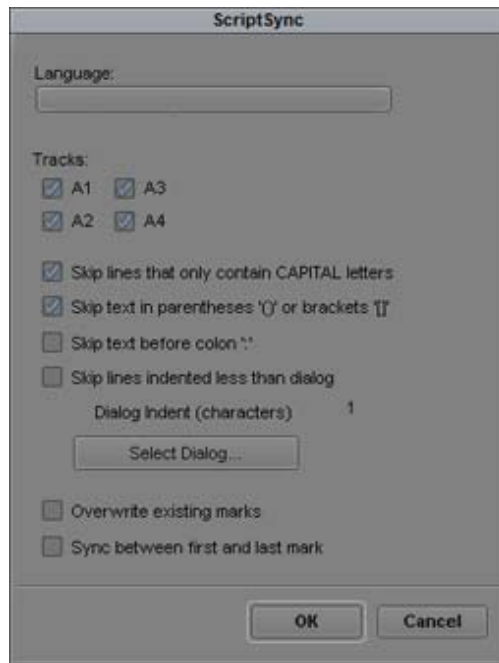 ScriptSync
Language:
Tracks:
A1 A3
A2 A4
Skip lines that only contain CAPITAL letters
Skip text in parentheses '()' or brackets '[]'
Skip text before colon ':'
Skip lines indented less than dialog
Dialog Indent (characters) 1
Select Dialog...
Overwrite existing marks
Sync between first and last mark
OK Cancel